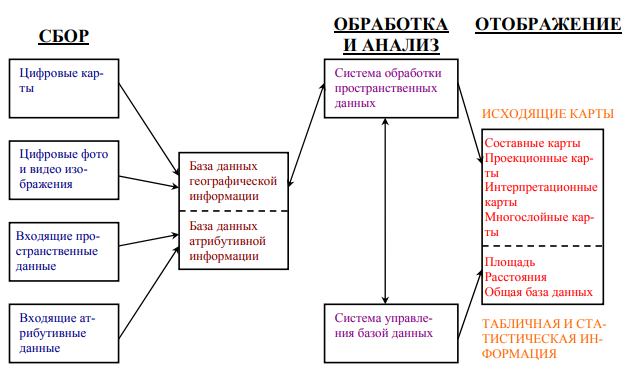 СБОР
ОБРАБОТКА
И АНАЛИЗ
ОТОБРАЖЕНИЕ
Цифровые кар-
ты
Цифровые фото
и видео изо-
бражения
Входящие про-
странственные
данные
Входящие ат-
рибутивные
данные
База данных
географической
информации
База данных
атрибутивной
информации
Система обработки
пространственных
данных
Система управле-
ния базой данных
ИСХОДЯЩИЕ КАРТЫ
Составные карты
Проекционные кар-
ты
Интерпретационные
карты
Многослойные кар-
ты
Площадь
Расстояния
Общая база данных
ТАБЛИЧНАЯ И СТА-
ТИСТИЧЕСКАЯ ИН-
ФОРМАЦИЯ